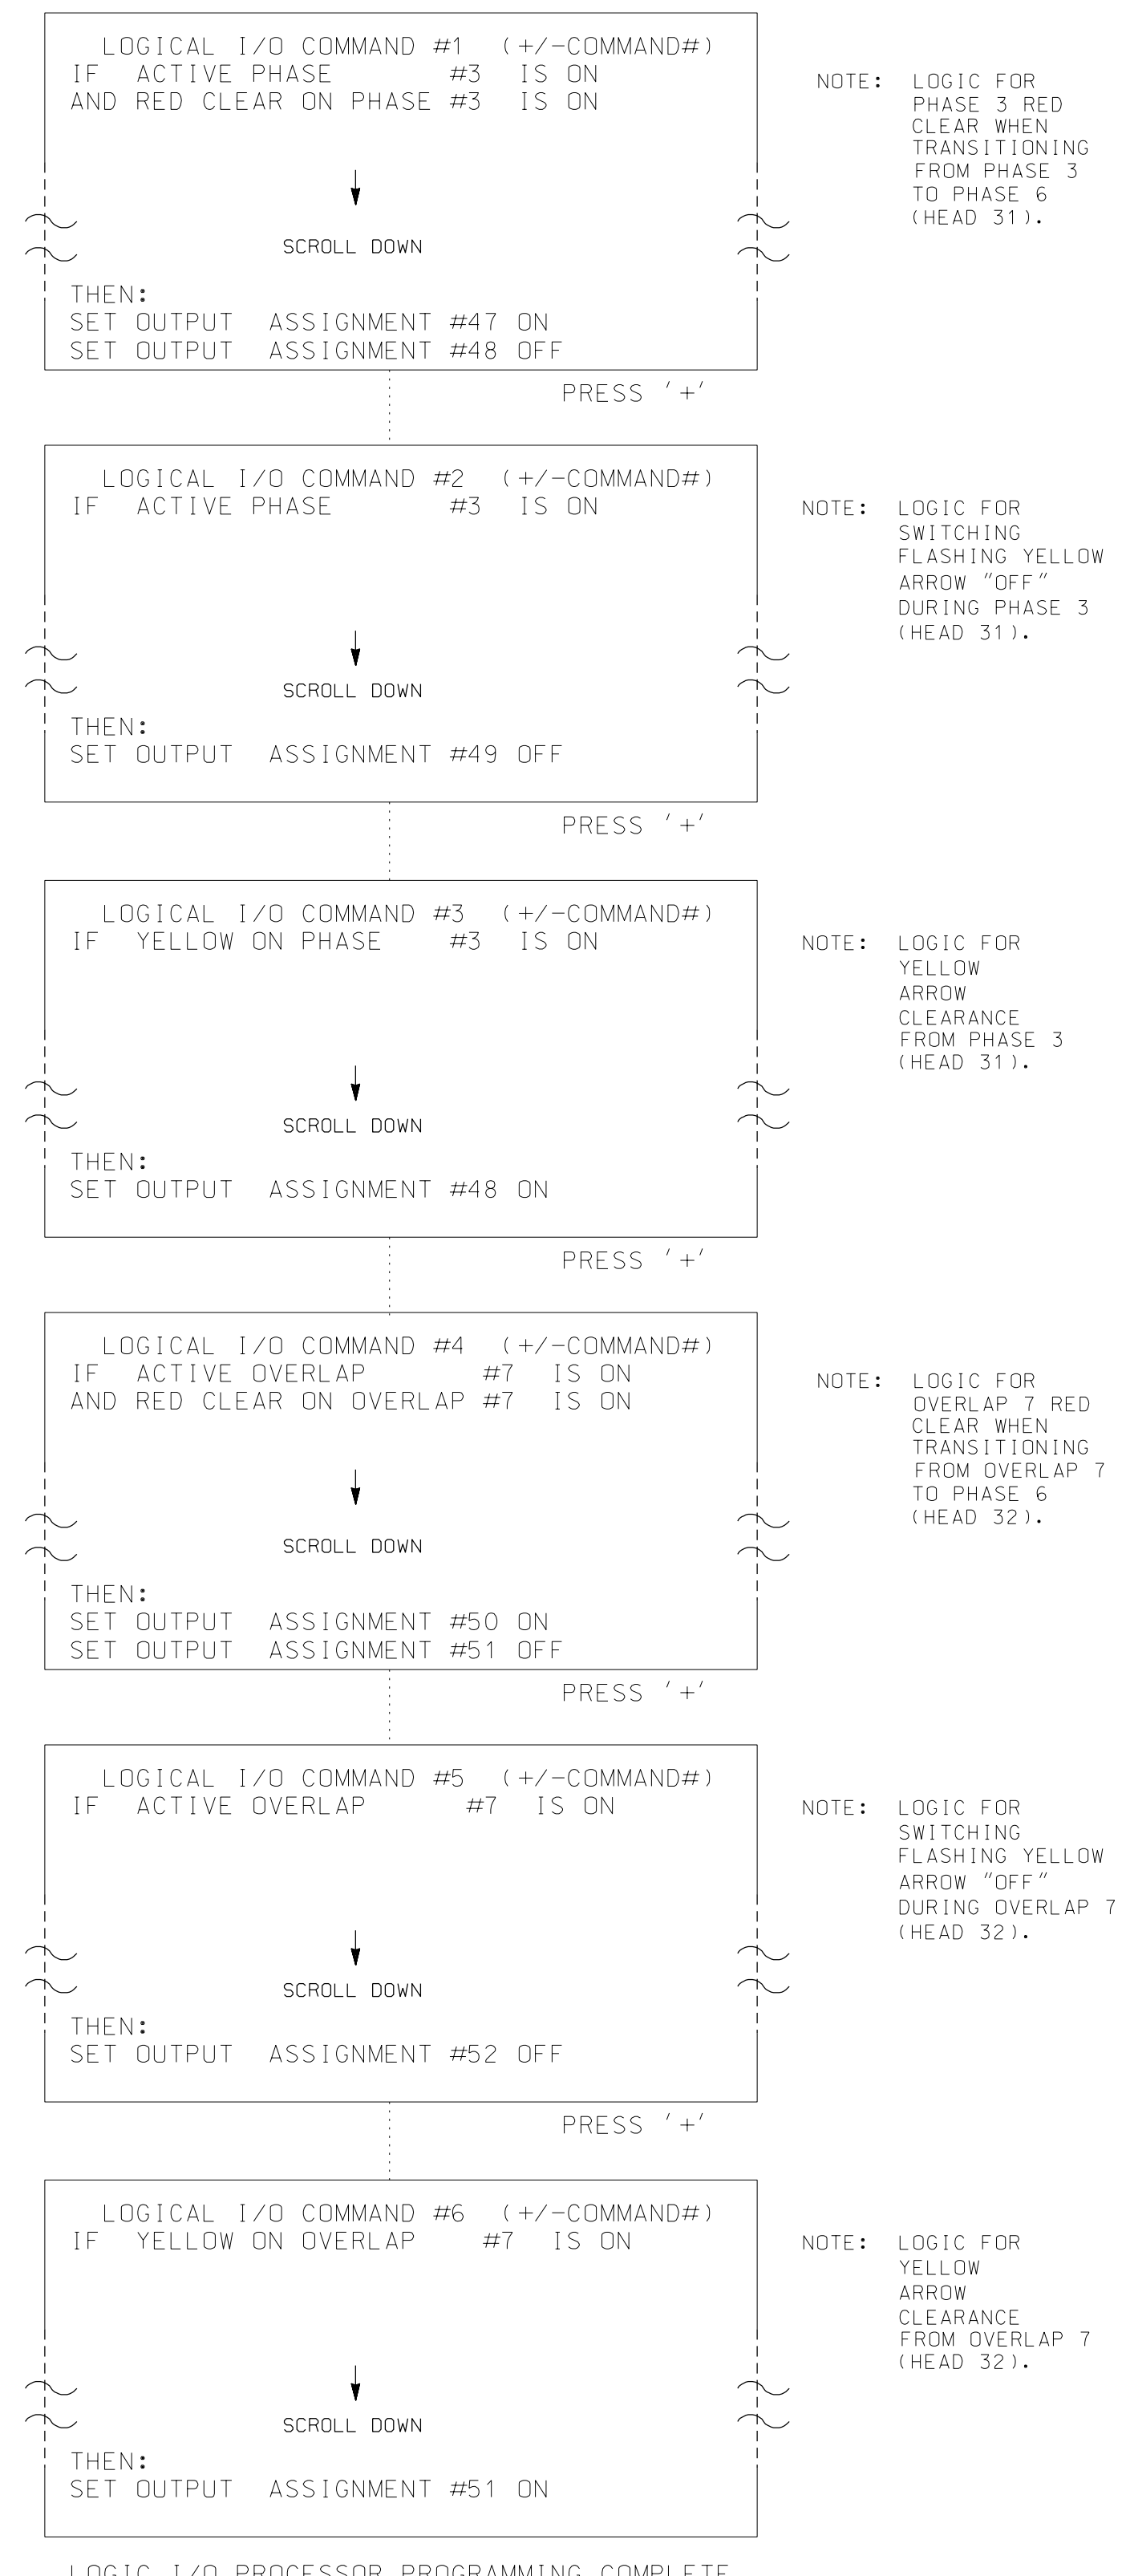 LOGICAL I/O COMMAND #1 (+/-COMMAND#)
IF ACTIVE PHASE #3 IS ON
AND RED CLEAR ON PHASE #3 IS ON
SCROLL DOWN
THEN:
SET OUTPUT ASSIGNMENT #47 ON
SET OUTPUT ASSIGNMENT #48 OFF
NOTE: LOGIC FOR
PHASE 3 RED
CLEAR WHEN
TRANSITIONING
FROM PHASE 3
TO PHASE 6
(HEAD 31).
PRESS '+'
LOGICAL I/O COMMAND #2 (+/-COMMAND#)
IF ACTIVE PHASE #3 IS ON
SCROLL DOWN
THEN:
SET OUTPUT ASSIGNMENT #49 OFF
NOTE: LOGIC FOR
SWITCHING
FLASHING YELLOW
ARROW "OFF"
DURING PHASE 3
(HEAD 31).
PRESS '+'
LOGICAL I/O COMMAND #3 (+/-COMMAND#)
IF YELLOW ON PHASE #3 IS ON
SCROLL DOWN
THEN:
SET OUTPUT ASSIGNMENT #48 ON
NOTE: LOGIC FOR
YELLOW
ARROW
CLEARANCE
FROM PHASE 3
(HEAD 31).
PRESS '+'
LOGICAL I/O COMMAND #4 (+/-COMMAND#)
IF ACTIVE OVERLAP #7 IS ON
AND RED CLEAR ON OVERLAP #7 IS ON
SCROLL DOWN
THEN:
SET OUTPUT ASSIGNMENT #50 ON
SET OUTPUT ASSIGNMENT #51 OFF
NOTE: LOGIC FOR
OVERLAP 7 RED
CLEAR WHEN
TRANSITIONING
FROM OVERLAP 7
TO PHASE 6
(HEAD 32).
PRESS '+'
LOGICAL I/O COMMAND #5 (+/-COMMAND#)
IF ACTIVE OVERLAP #7 IS ON
SCROLL DOWN
THEN:
SET OUTPUT ASSIGNMENT #52 OFF
NOTE: LOGIC FOR
SWITCHING
FLASHING YELLOW
ARROW "OFF"
DURING OVERLAP 7
(HEAD 32).
PRESS '+'
LOGICAL I/O COMMAND #6 (+/-COMMAND#)
IF YELLOW ON OVERLAP #7 IS ON
SCROLL DOWN
THEN:
SET OUTPUT ASSIGNMENT #51 ON
NOTE: LOGIC FOR
YELLOW
ARROW
CLEARANCE
FROM OVERLAP 7
(HEAD 32).
LOGIC I/O PROCESSOR PROGRAMMING COMPLETE